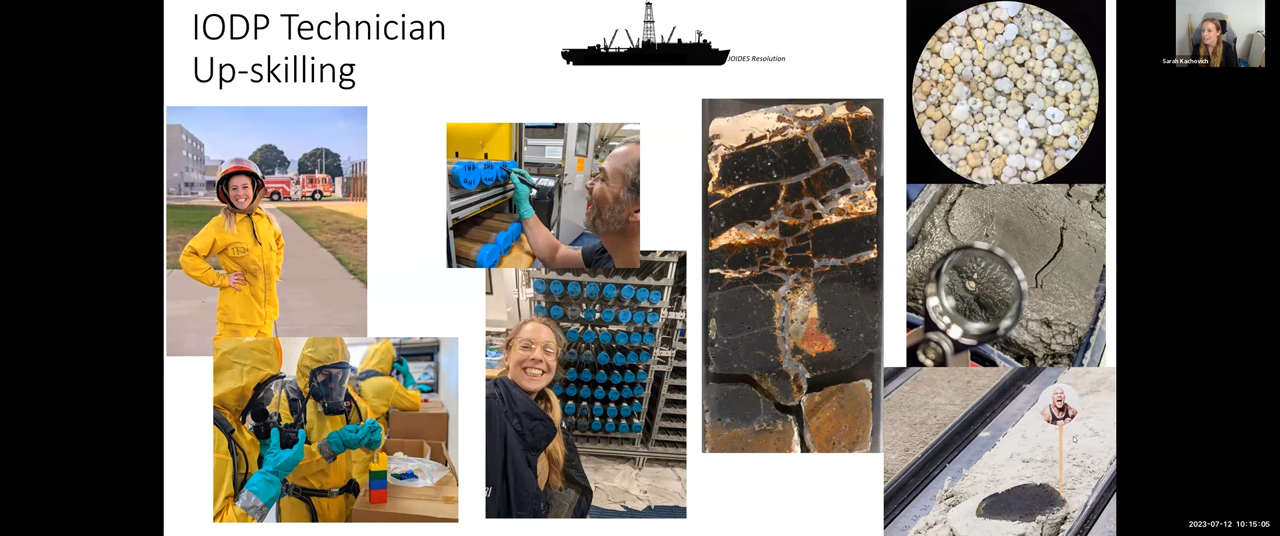 IODP Technician
Up-skilling
JOIDES Resolution
Sarah Kachovich
2023-07-12 10:15:05